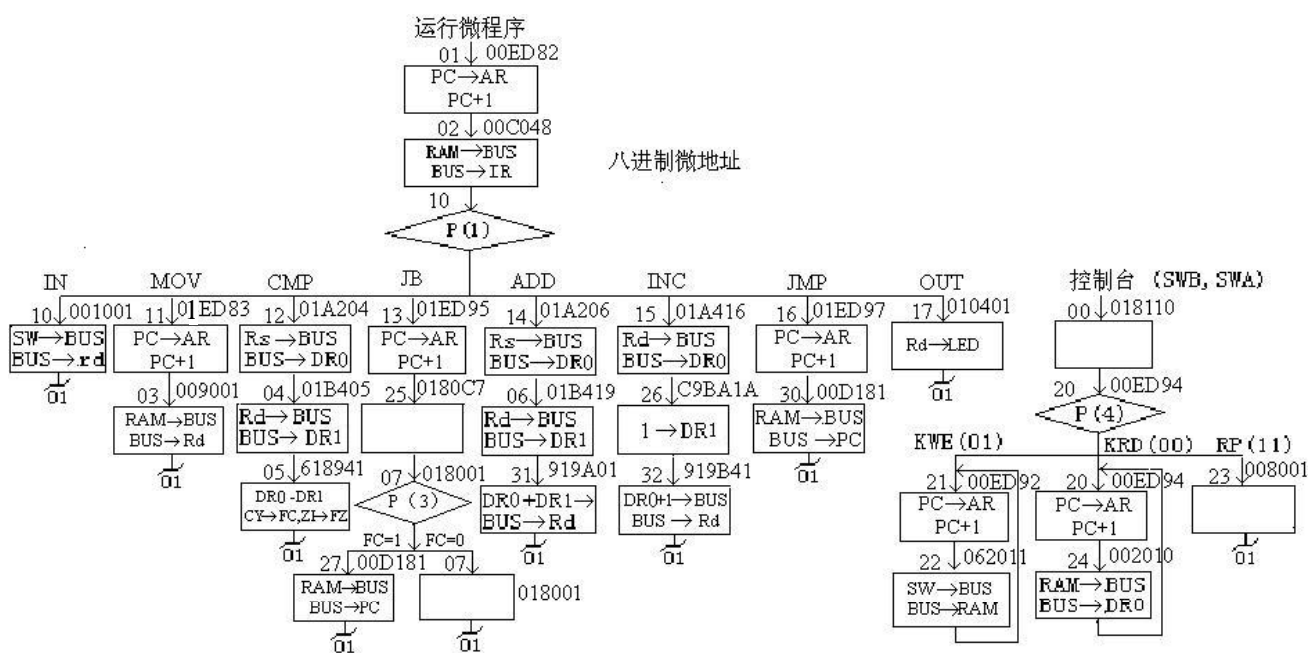 运行微程序
01 00ED82
PC→AR
PC+1
02 00C048
RAM→BUS
BUS→IR
八进制微地址
10
P(1)
IN MOV CMP JB ADD INC JMP OUT 控制台 (SWB,SWA)
10 001001
SW→BUS
BUS→rd
01
11 01ED83
PC→AR
PC+1
03 009001
RAM→BUS
BUS→Rd
01
12 01A204
Rs→BUS
BUS→DR0
04 01B405
Rd→BUS
BUS→DR1
05 618941
DR0-DR1
CY→FC,ZI→FZ
01
13 01ED95
PC→AR
PC+1
25 0180C7
07 018001
P(3)
FC=1 FC=0
27 00D181
RAM→BUS
BUS→PC
01
07
018001
01
14 01A206
Rs→BUS
BUS→DR0
06 01B419
Rd→BUS
BUS→DR1
31 919A01
DR0+DR1→
BUS→Rd
01
15 01A416
Rd→BUS
BUS→DR0
26 C9BA1A
1→DR1
32 919B41
DR0+1→BUS
BUS→Rd
01
16 01ED97
PC→AR
PC+1
30 00D181
RAM→BUS
BUS→PC
01
17 010401
Rd→LED
01
00 018110
20 00ED94
P(4)
KWE(01) KRD(00) RP(11)
21 00ED92
PC→AR
PC+1
22 062011
SW→BUS
BUS→RAM
20 00ED94
PC→AR
PC+1
24 002010
RAM→BUS
BUS→DR0
23 008001
01